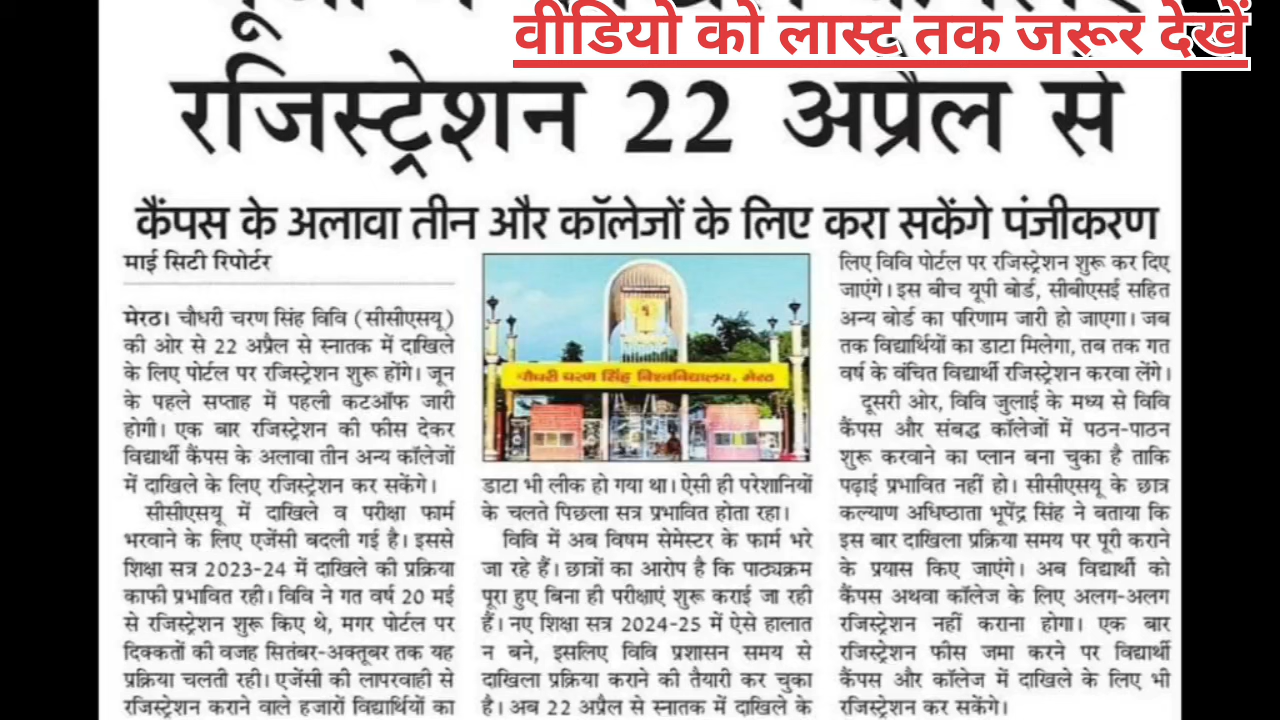 वीडियो को लास्ट तक जरूर देखें
रजिस्ट्रेशन 22 अप्रैल से
कैंपस के अलावा तीन और कॉलेजों के लिए करा सकेंगे पंजीकरण
माई सिटी रिपोर्टर
मेरठ। चौधरी चरण सिंह विवि (सीसीएसयू)
की ओर से 22 अप्रैल से स्नातक में दाखिले
के लिए पोर्टल पर रजिस्ट्रेशन शुरू होंगे। जून
के पहले सप्ताह में पहली कटऑफ जारी
होगी। एक बार रजिस्ट्रेशन की फीस देकर
विद्यार्थी कैंपस के अलावा तीन अन्य कॉलेजों
में दाखिले के लिए रजिस्ट्रेशन कर सकेंगे।
सीसीएसयू में दाखिले व परीक्षा फार्म
भरवाने के लिए एजेंसी बदली गई है। इससे
शिक्षा सत्र 2023-24 में दाखिले की प्रक्रिया
काफी प्रभावित रही। विवि ने गत वर्ष 20 मई
से रजिस्ट्रेशन शुरू किए थे, मगर पोर्टल पर
दिक्कतों की वजह सितंबर-अक्तूबर तक यह
प्रक्रिया चलती रही। एजेंसी की लापरवाही से
रजिस्ट्रेशन कराने वाले हजारों विद्यार्थियों का
चौधरी चरण सिंह विश्वविद्यालय, मेरठ
डाटा भी लीक हो गया था। ऐसी ही परेशानियों
के चलते पिछला सत्र प्रभावित होता रहा।
विवि में अब विषम सेमेस्टर के फार्म भरे
जा रहे हैं। छात्रों का आरोप है कि पाठ्यक्रम
पूरा हुए बिना ही परीक्षाएं शुरू कराई जा रही
हैं। नए शिक्षा सत्र 2024-25 में ऐसे हालात
न बने, इसलिए विवि प्रशासन समय से
दाखिला प्रक्रिया कराने की तैयारी कर चुका
है। अब 22 अप्रैल से स्नातक में दाखिले के
लिए विवि पोर्टल पर रजिस्ट्रेशन शुरू कर दिए
जाएंगे। इस बीच यूपी बोर्ड, सीबीएसई सहित
अन्य बोर्ड का परिणाम जारी हो जाएगा। जब
तक विद्यार्थियों का डाटा मिलेगा, तब तक गत
वर्ष के वंचित विद्यार्थी रजिस्ट्रेशन करवा लेंगे।
दूसरी ओर, विवि जुलाई के मध्य से विवि
कैंपस और संबद्ध कॉलेजों में पठन-पाठन
शुरू करवाने का प्लान बना चुका है ताकि
पढ़ाई प्रभावित नहीं हो। सीसीएसयू के छात्र
कल्याण अधिष्ठाता भूपेंद्र सिंह ने बताया कि
इस बार दाखिला प्रक्रिया समय पर पूरी कराने
के प्रयास किए जाएंगे। अब विद्यार्थी को
कैंपस अथवा कॉलेज के लिए अलग-अलग
रजिस्ट्रेशन नहीं कराना होगा। एक बार
रजिस्ट्रेशन फीस जमा करने पर विद्यार्थी
कैंपस और कॉलेज में दाखिले के लिए भी
रजिस्ट्रेशन कर सकेंगे।